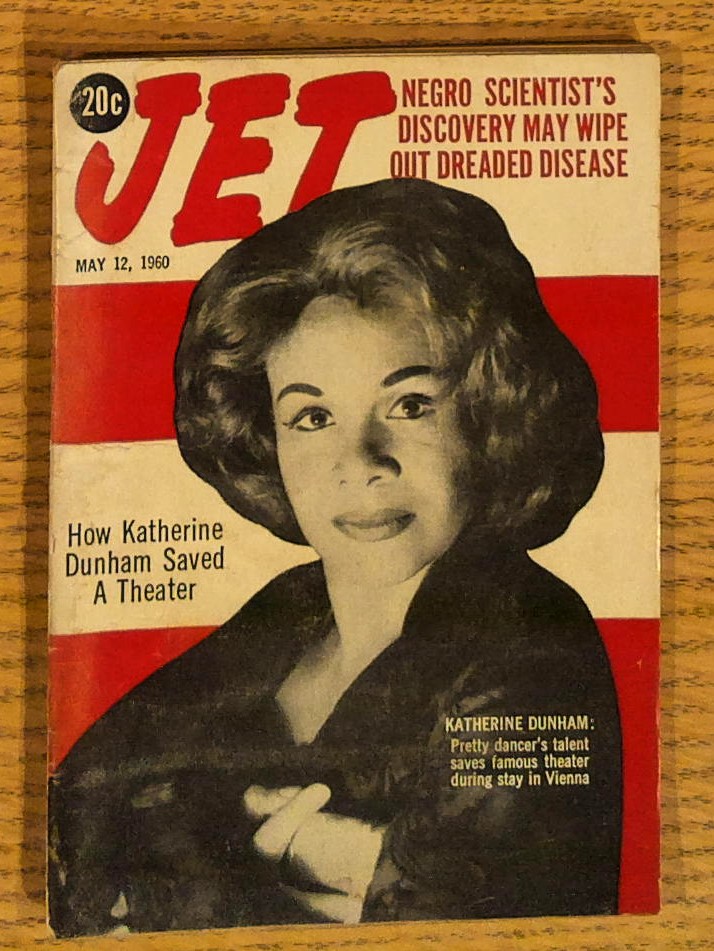 20c
JET
NEGRO SCIENTIST'S
DISCOVERY MAY WIPE
OUT DREADED DISEASE
MAY 12, 1960
How Katherine
Dunham Saved
A Theater
KATHERINE DUNHAM:
Pretty dancer's talent
saves famous theater
during stay in Vienna